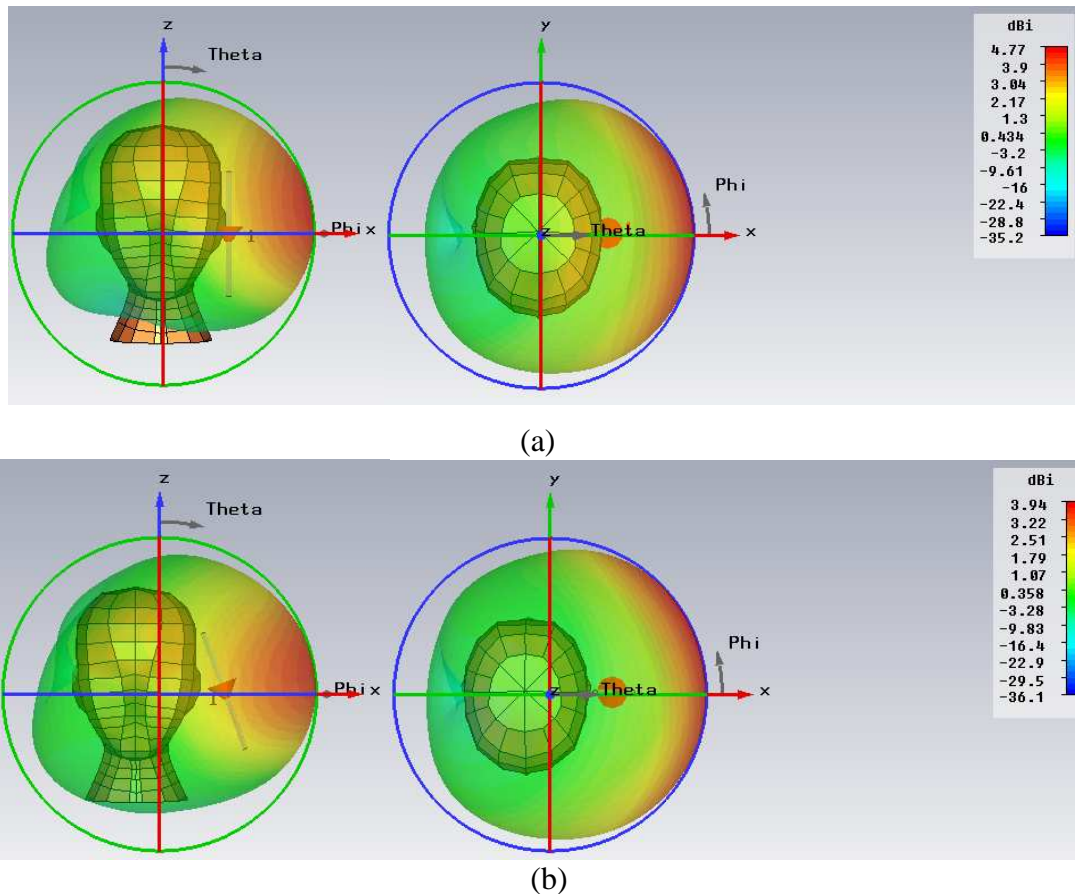 z
Theta
Phi x
1
y
Phi
z Theta
x
dBi
4.77
3.9
3.04
2.17
1.3
0.434
-3.2
-9.61
-16
-22.4
-28.8
-35.2
(a)
z
Theta
Phi x
1
y
Phi
z Theta
x
dBi
3.94
3.22
2.51
1.79
1.07
0.358
-3.28
-9.83
-16.4
-22.9
-29.5
-36.1
(b)